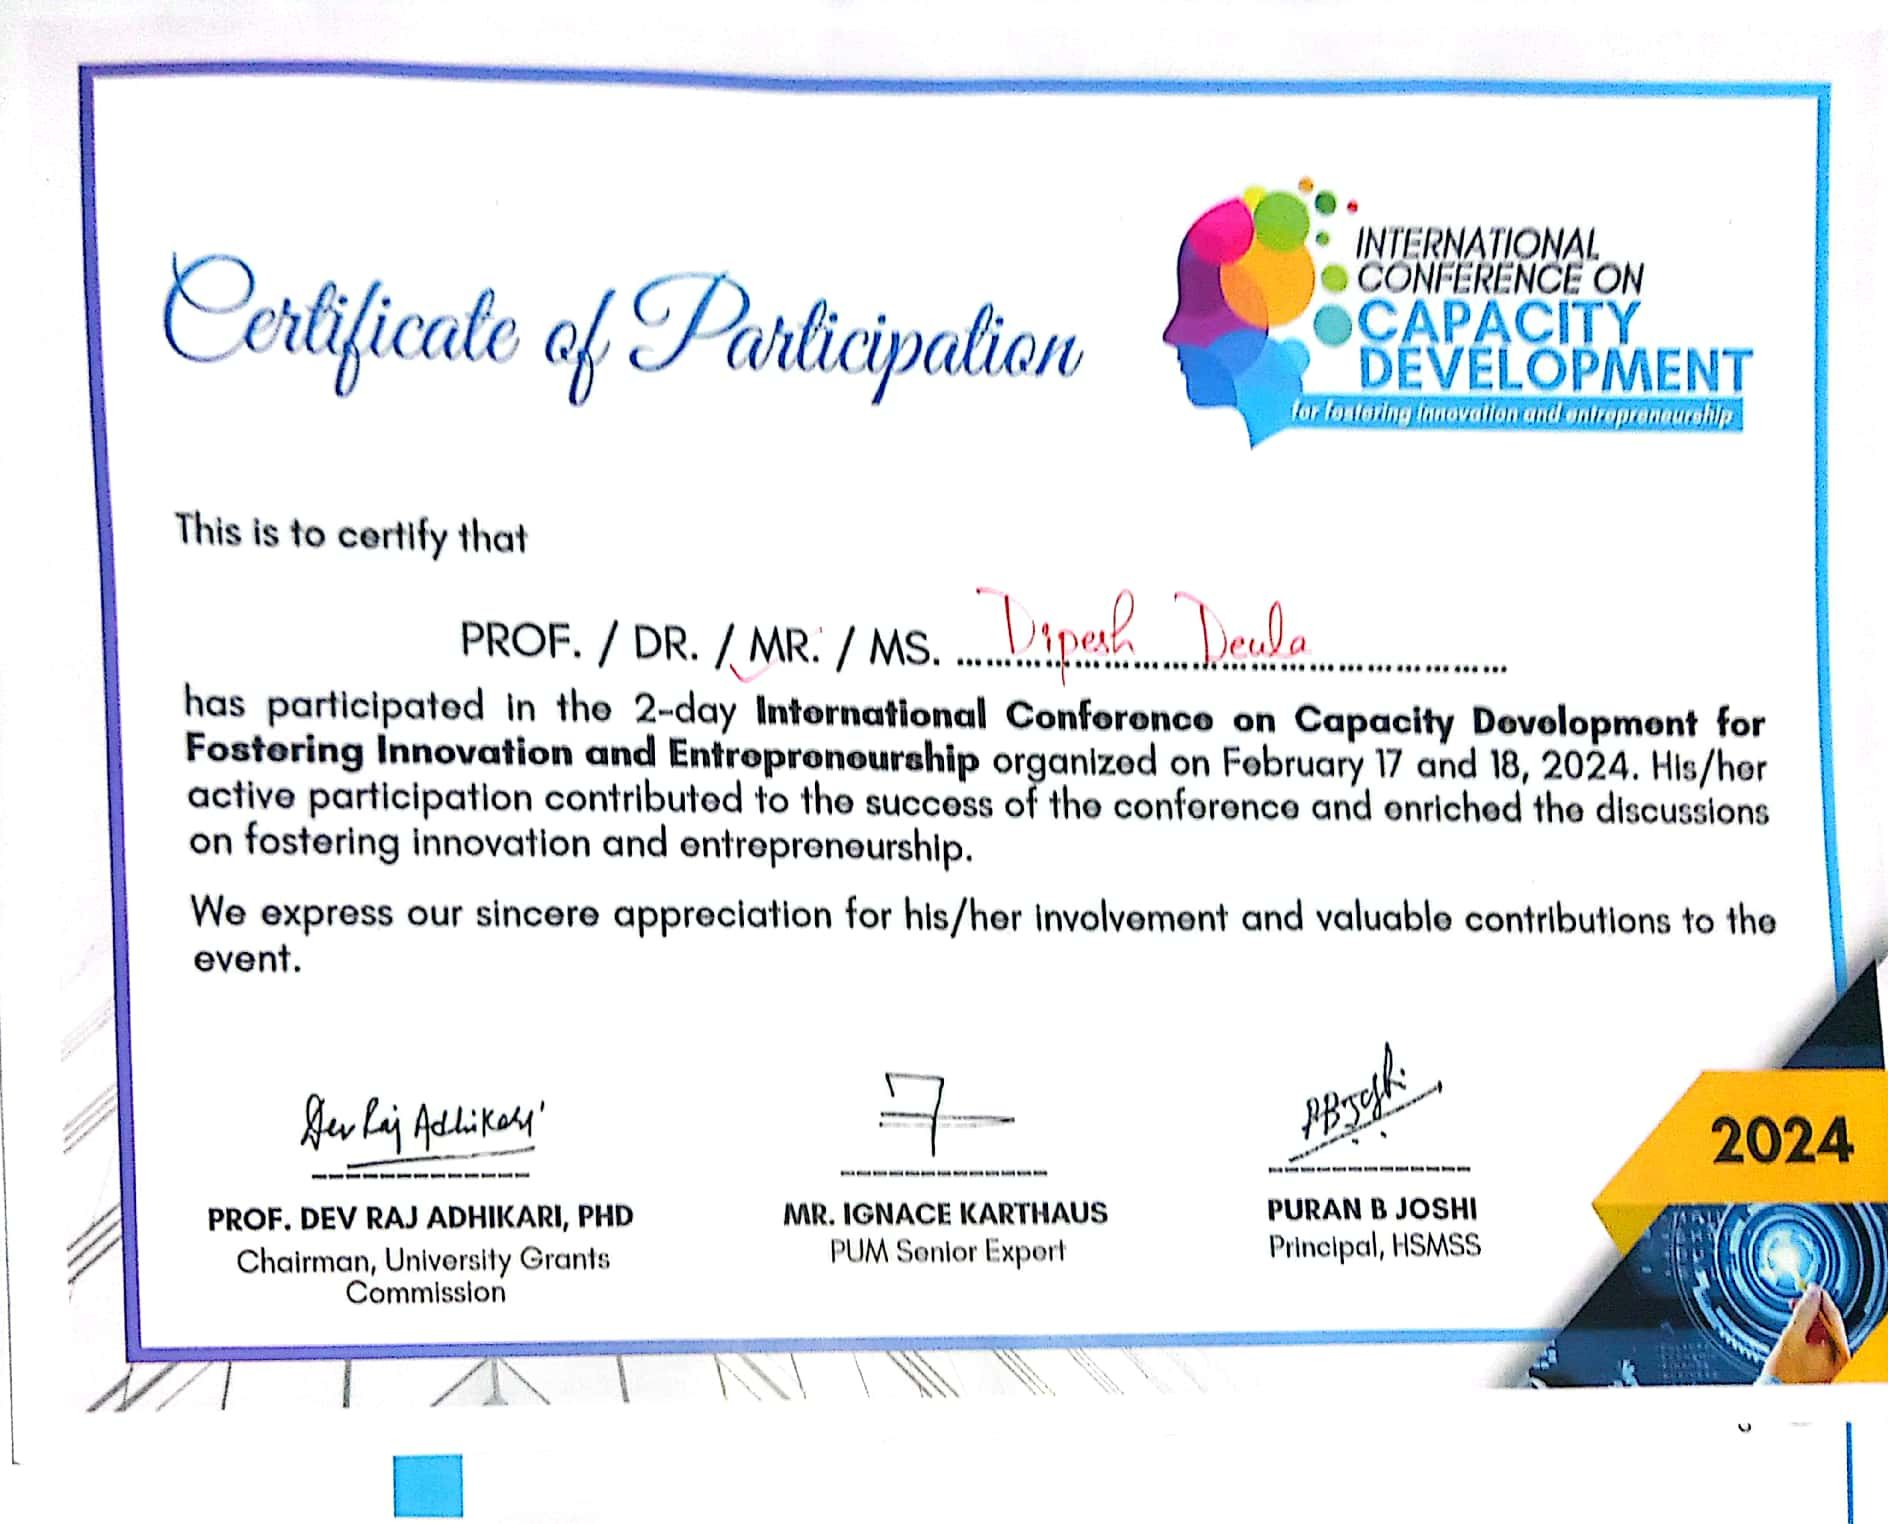 Certificate of Participation
INTERNATIONAL
CONFERENCE ON
CAPACITY
DEVELOPMENT
for fostering innovation and entrepreneurship
This is to certify that
PROF. / DR. / MR. / MS. Dipesh Deula
has participated in the 2-day International Conference on Capacity Development for
Fostering Innovation and Entrepreneurship organized on February 17 and 18, 2024. His/her
active participation contributed to the success of the conference and enriched the discussions
on fostering innovation and entrepreneurship.
We express our sincere appreciation for his/her involvement and valuable contributions to the
event.
Dev Raj Adhikari
PBJoshi
PROF. DEV RAJ ADHIKARI, PHD
Chairman, University Grants
Commission
MR. IGNACE KARTHAUS
PUM Senior Expert
PURAN B JOSHI
Principal, HSMSS
2024